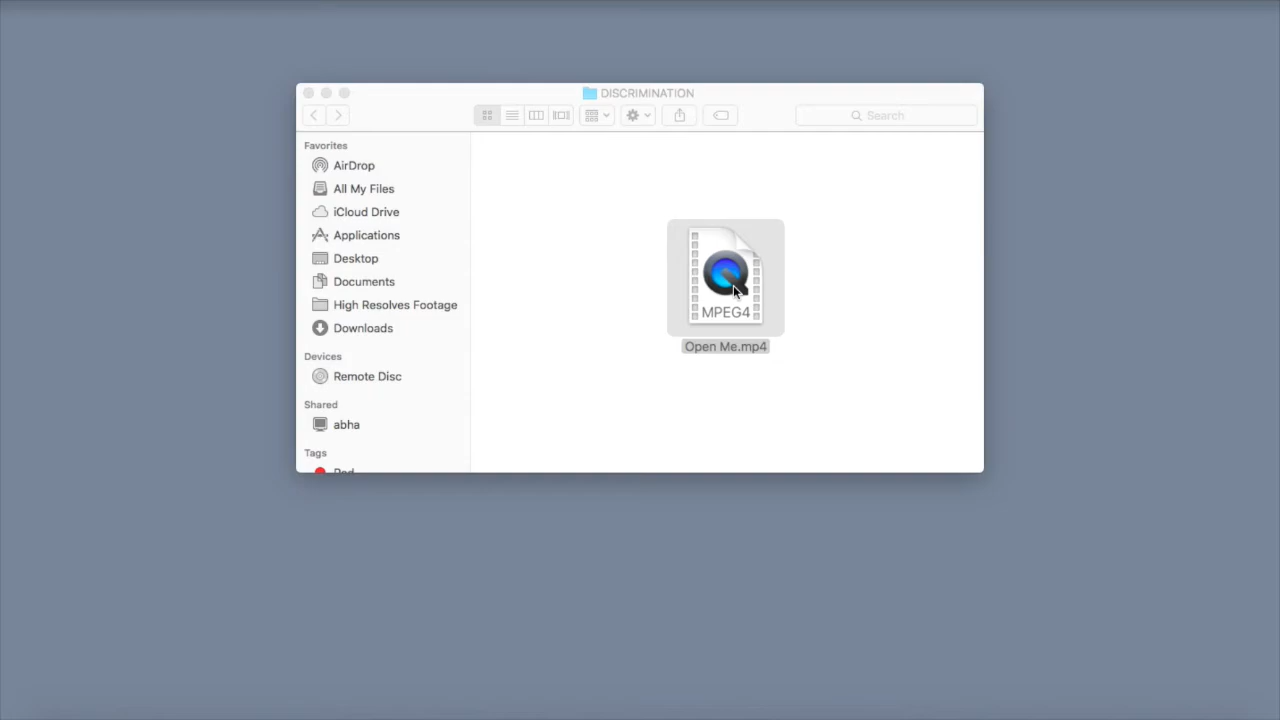 DISCRIMINATION
Search
Favorites
AirDrop
All My Files
iCloud Drive
Applications
Desktop
Documents
High Resolves Footage
Downloads
Devices
Remote Disc
Shared
abha
Tags
Red
MPEG4
Open Me.mp4